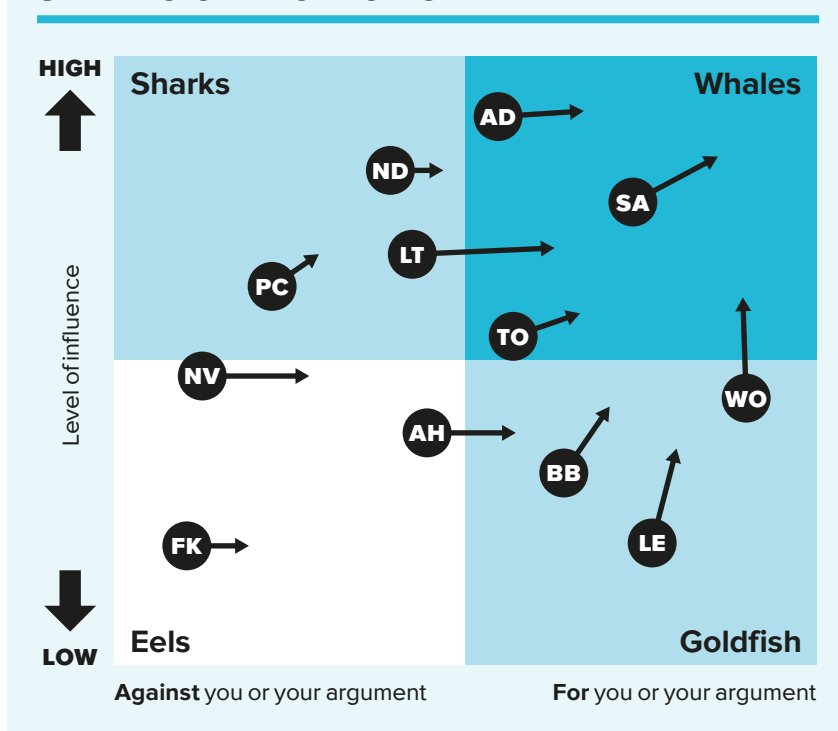 HIGH
Sharks
Whales
AD
ND
SA
LT
PC
TO
Level of influence
NV
WO
AH
BB
FK
LE
Eels
Goldfish
LOW
Against you or your argument
For you or your argument